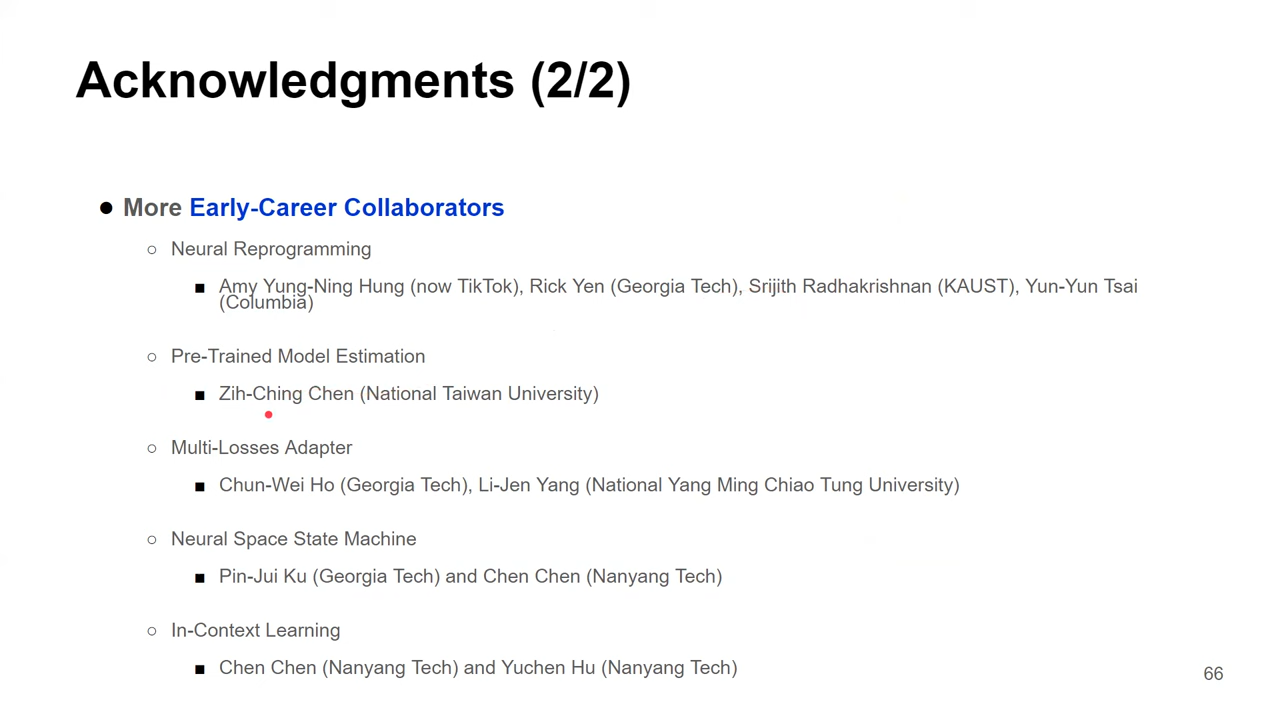 Acknowledgments (2/2)
● More Early-Career Collaborators
○ Neural Reprogramming
■ Amy Yung-Ning Hung (now TikTok), Rick Yen (Georgia Tech), Srijith Radhakrishnan (KAUST), Yun-Yun Tsai
(Columbia)
○ Pre-Trained Model Estimation
■ Zih-Ching Chen (National Taiwan University)
○ Multi-Losses Adapter
■ Chun-Wei Ho (Georgia Tech), Li-Jen Yang (National Yang Ming Chiao Tung University)
○ Neural Space State Machine
■ Pin-Jui Ku (Georgia Tech) and Chen Chen (Nanyang Tech)
○ In-Context Learning
■ Chen Chen (Nanyang Tech) and Yuchen Hu (Nanyang Tech)
66